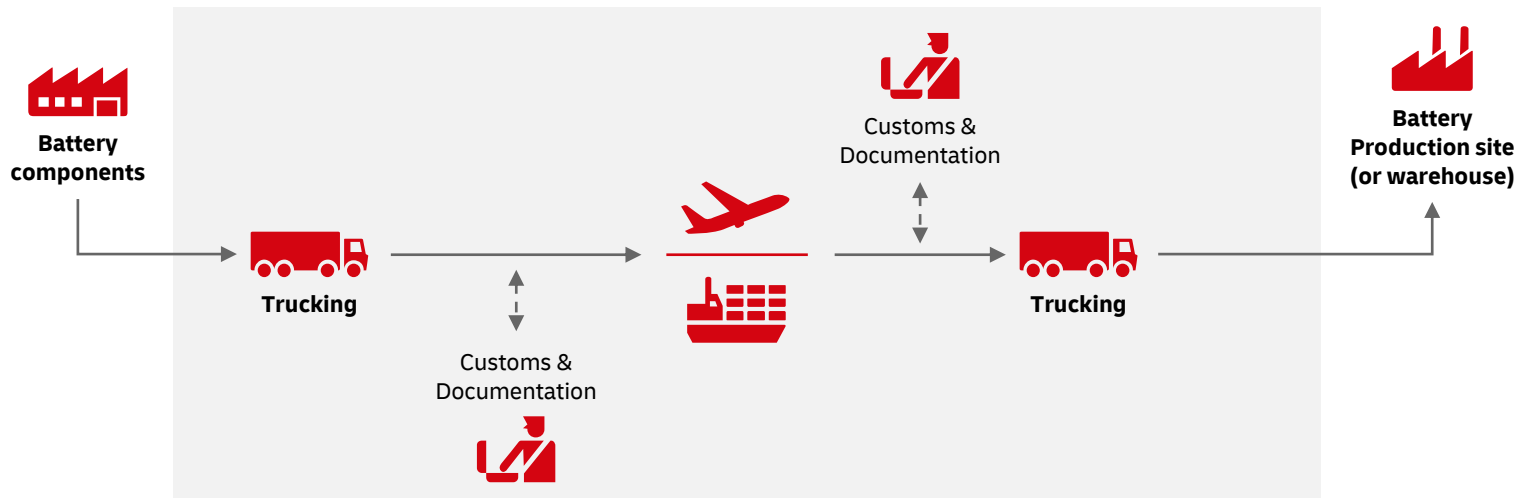 Battery
components
Trucking
Customs &
Documentation
Customs &
Documentation
Trucking
Battery
Production site
(or warehouse)